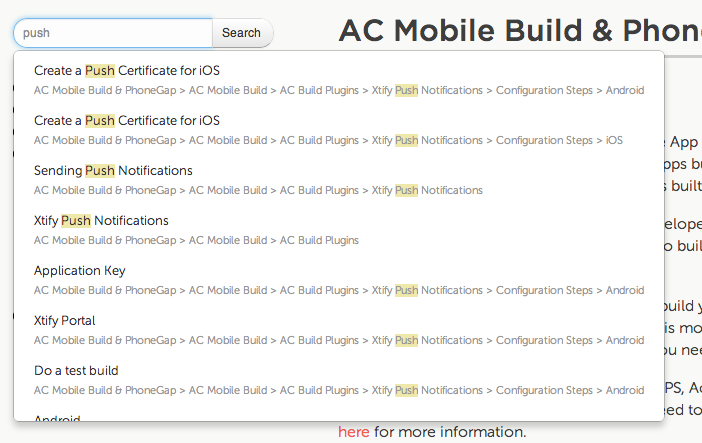 push Search
AC Mobile Build & Phone
Create a Push Certificate for iOS
AC Mobile Build & PhoneGap > AC Mobile Build > AC Build Plugins > Xtify Push Notifications > Configuration Steps > Android
Create a Push Certificate for iOS
AC Mobile Build & PhoneGap > AC Mobile Build > AC Build Plugins > Xtify Push Notifications > Configuration Steps > iOS
Sending Push Notifications
AC Mobile Build & PhoneGap > AC Mobile Build > AC Build Plugins > Xtify Push Notifications
Xtify Push Notifications
AC Mobile Build & PhoneGap > AC Mobile Build > AC Build Plugins
Application Key
AC Mobile Build & PhoneGap > AC Mobile Build > AC Build Plugins > Xtify Push Notifications > Configuration Steps > Android
Xtify Portal
AC Mobile Build & PhoneGap > AC Mobile Build > AC Build Plugins > Xtify Push Notifications > Configuration Steps > Android
Do a test build
AC Mobile Build & PhoneGap > AC Mobile Build > AC Build Plugins > Xtify Push Notifications > Configuration Steps > Android
Android
App
built
to buil
build y
is mo
ou nee
PS, A
eed to
here for more information.